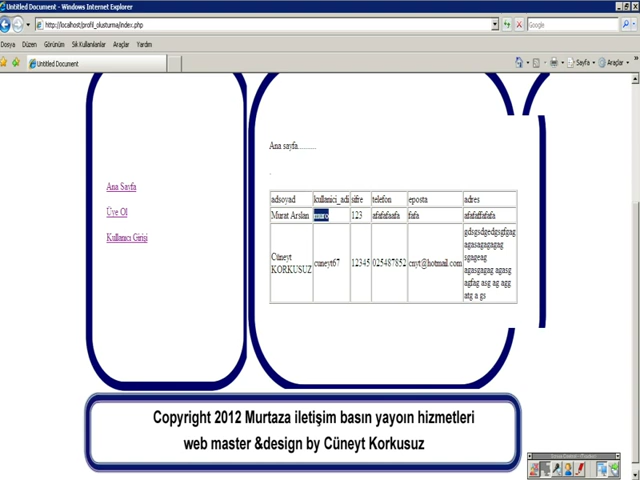 Untitled Document - Windows Internet Explorer
http://localhost/profil_olusturma/index.php
Google
Dosya Düzen Görünüm Sık Kullanılanlar Araçlar Yardım
Untitled Document
Sayfa Araçlar
Ana Sayfa
Üye Ol
Kullanıcı Girişi
Ana sayfa..........
.
adsoyad kullanici_adi sifre telefon eposta adres
Murat Arslan muro 123 afafafaafa fafa afafaffafafa
Cüneyt KORKUSUZ cuneyt67 12345 025487852 cnyt@hotmail.com gdsgsdgedgsgfgag
agasagagagag
sgageag
agasgagag agasg
agfag asg ag agg
atg a gs
Copyright 2012 Murtaza iletişim basın yayoın hizmetleri
web master &design by Cüneyt Korkusuz